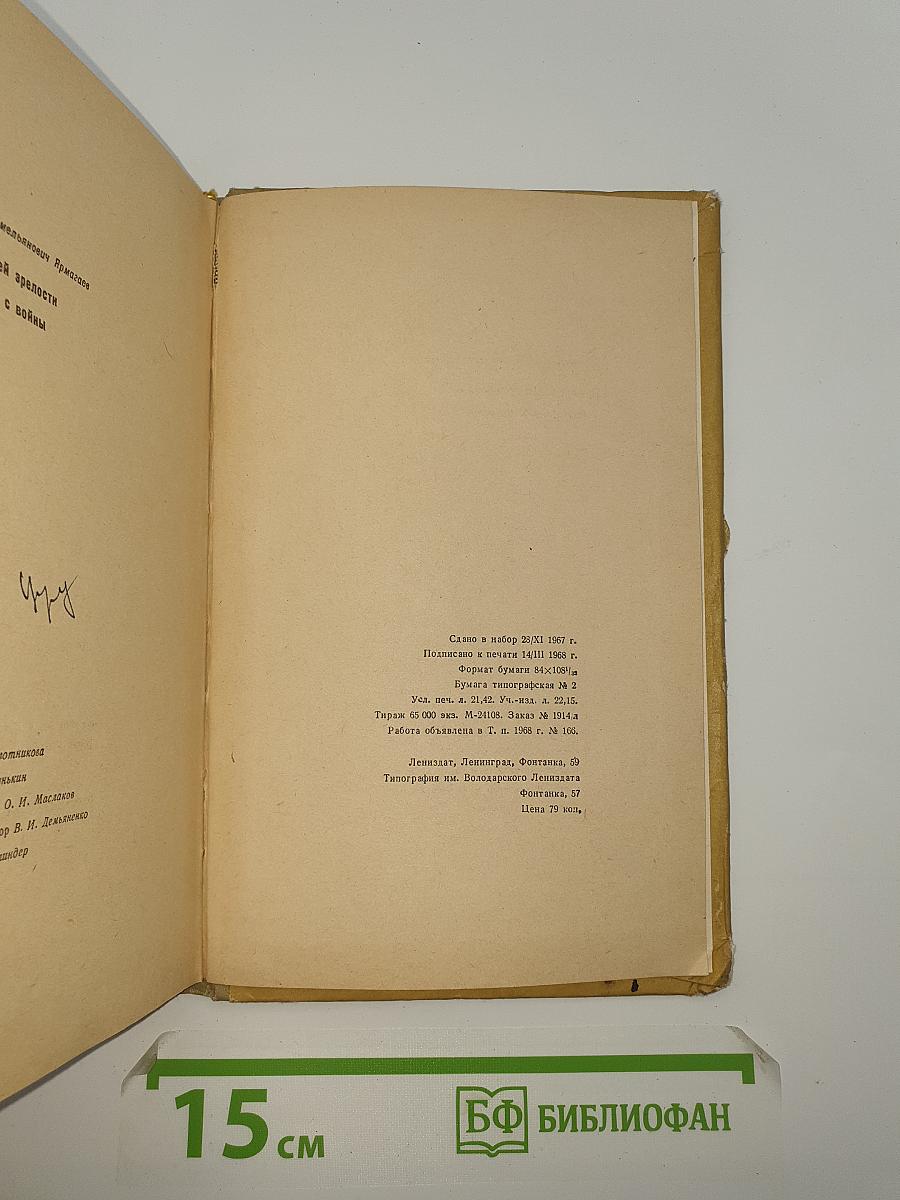 мельянович Ярмагаев
ей зрелости
с войны
отникова
нькин
О. И. Маслаков
ор В. И. Демьяненко
индер
Сдано в набор 28/XI 1967 г.
Подписано к печати 14/III 1968 г.
Формат бумаги 84×108¹/₃₂
Бумага типографская № 2
Усл. печ. л. 21,42. Уч.-изд. л. 22,15.
Тираж 65 000 экз. М-24108. Заказ № 1914/л
Работа объявлена в Т. п. 1968 г. № 166.
Лениздат, Ленинград, Фонтанка, 59
Типография им. Володарского Лениздата
Фонтанка, 57
Цена 79 коп.
15 см
БФ БИБЛИОФАН